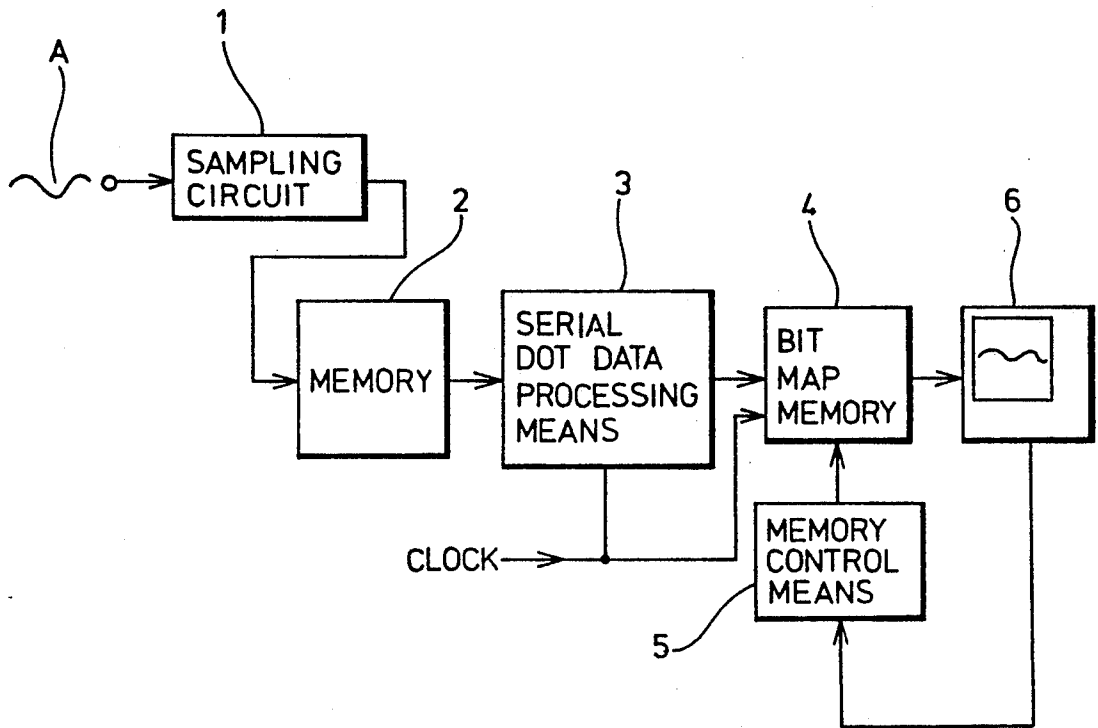 1
A
SAMPLING
CIRCUIT
2
3
4
6
MEMORY
SERIAL
DOT DATA
PROCESSING
MEANS
BIT
MAP
MEMORY
CLOCK
MEMORY
CONTROL
MEANS
5